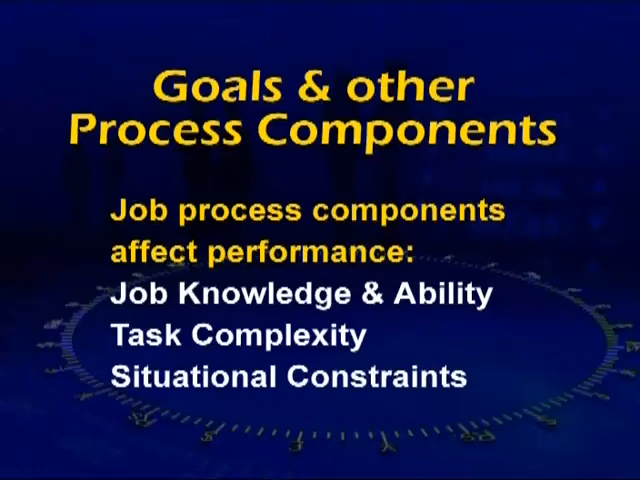 Goals & other
Process Components
Job process components
affect performance:
Job Knowledge & Ability
Task Complexity
Situational Constraints